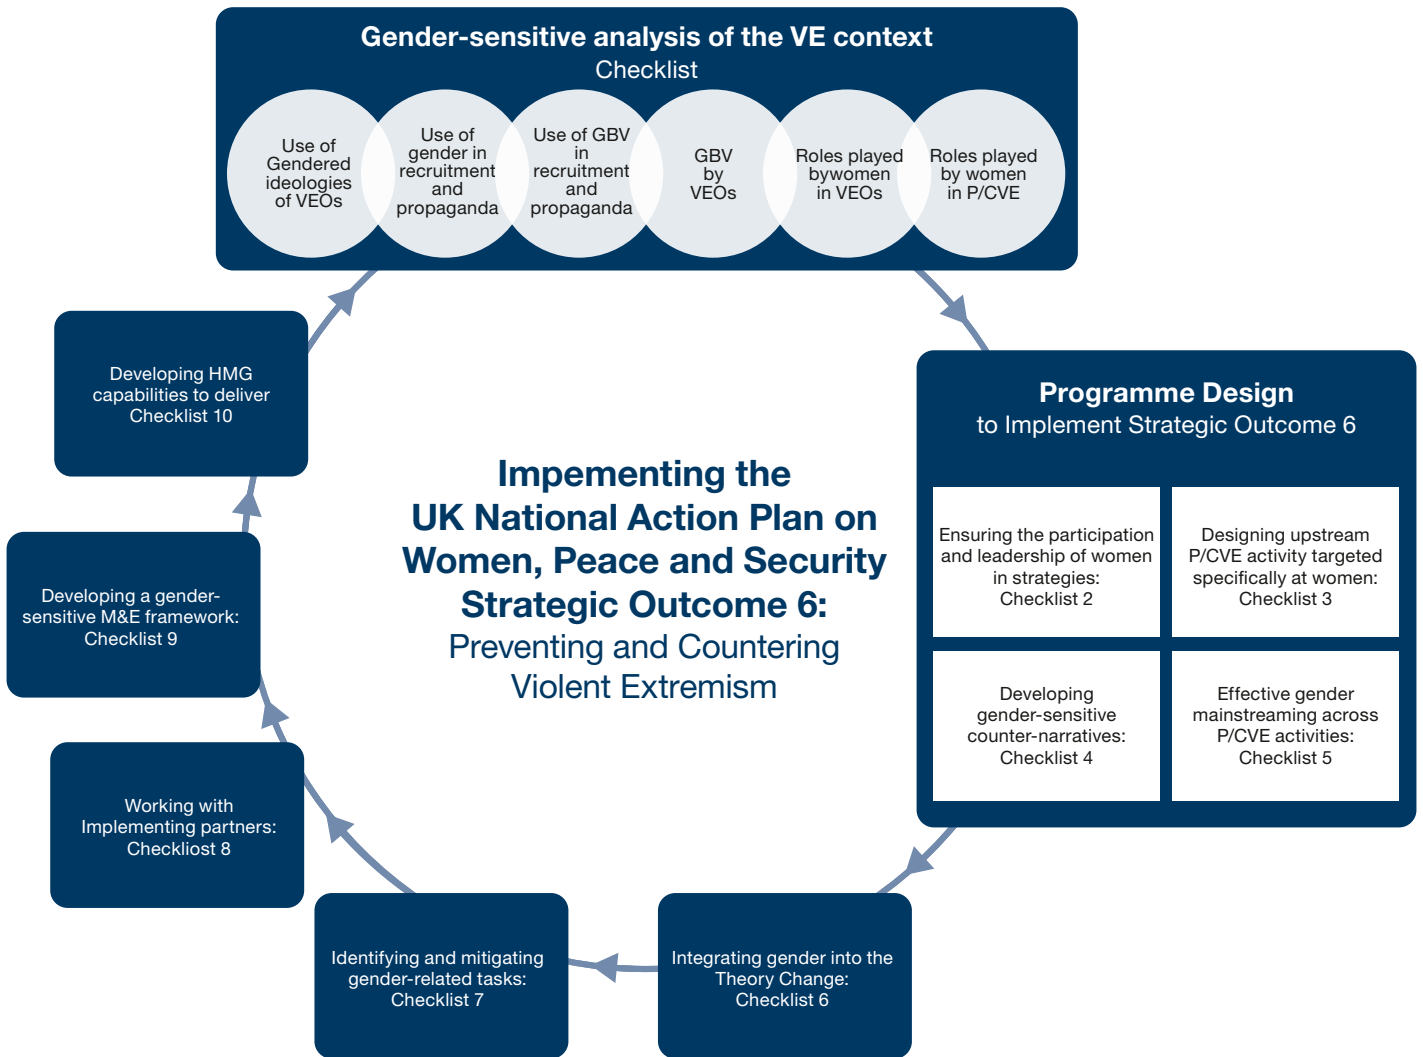 Gender-sensitive analysis of the VE context
Checklist
Use of
Gendered
ideologies
of VEOs
Use of
gender in
recruitment
and
propaganda
Use of GBV
in
recruitment
and
propaganda
GBV
by
VEOs
Roles played
bywomen
in VEOs
Roles played
by women
in P/CVE
Programme Design
to Implement Strategic Outcome 6
Ensuring the participation
and leadership of women
in strategies:
Checklist 2
Designing upstream
P/CVE activity targeted
specifically at women:
Checklist 3
Developing
gender-sensitive
counter-narratives:
Checklist 4
Effective gender
mainstreaming across
P/CVE activities:
Checklist 5
Integrating gender into the
Theory Change:
Checklist 6
Identifying and mitigating
gender-related tasks:
Checklist 7
Working with
Implementing partners:
Checkliost 8
Developing a gender-
sensitive M&E framework:
Checklist 9
Developing HMG
capabilities to deliver
Checklist 10
Impementing the
UK National Action Plan on
Women, Peace and Security
Strategic Outcome 6:
Preventing and Countering
Violent Extremism